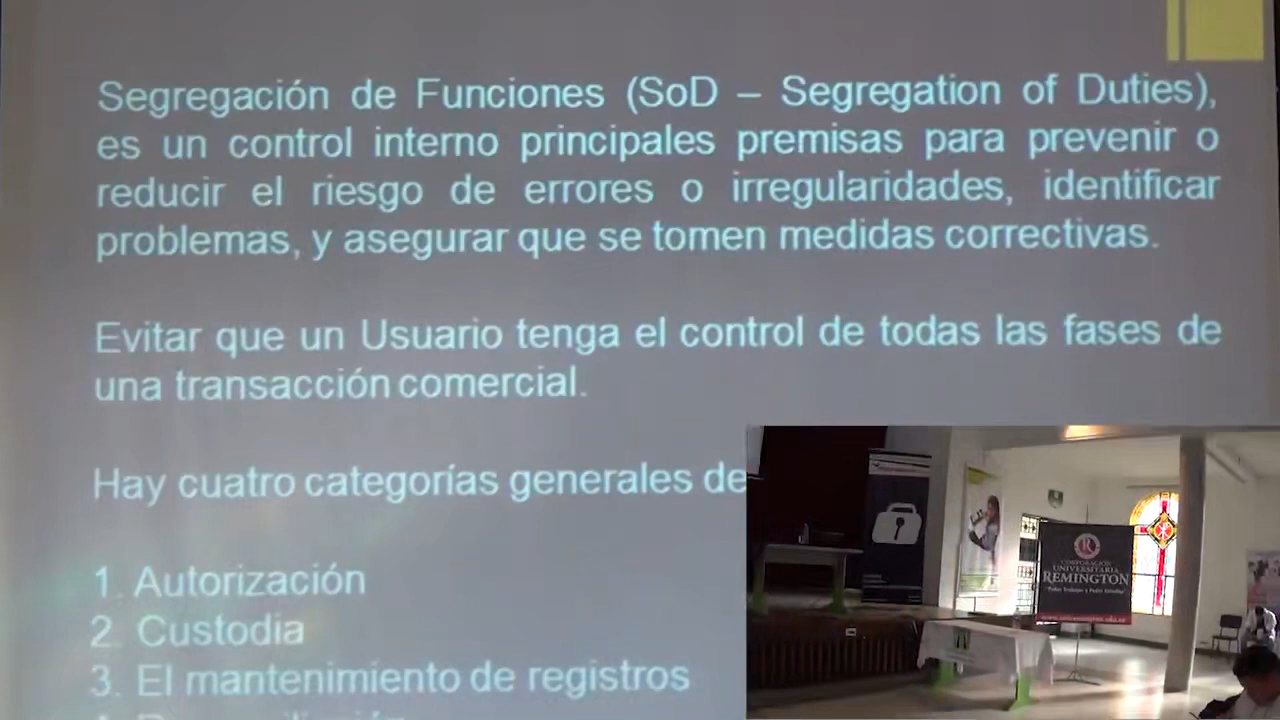 Segregación de Funciones (SoD – Segregation of Duties),
es un control interno principales premisas para prevenir o
reducir el riesgo de errores o irregularidades, identificar
problemas, y asegurar que se tomen medidas correctivas.
Evitar que un Usuario tenga el control de todas las fases de
una transacción comercial.
Hay cuatro categorías generales de
1. Autorización
2. Custodia
3. El mantenimiento de registros
CORPORACIÓN
UNIVERSITARIA
REMINGTON